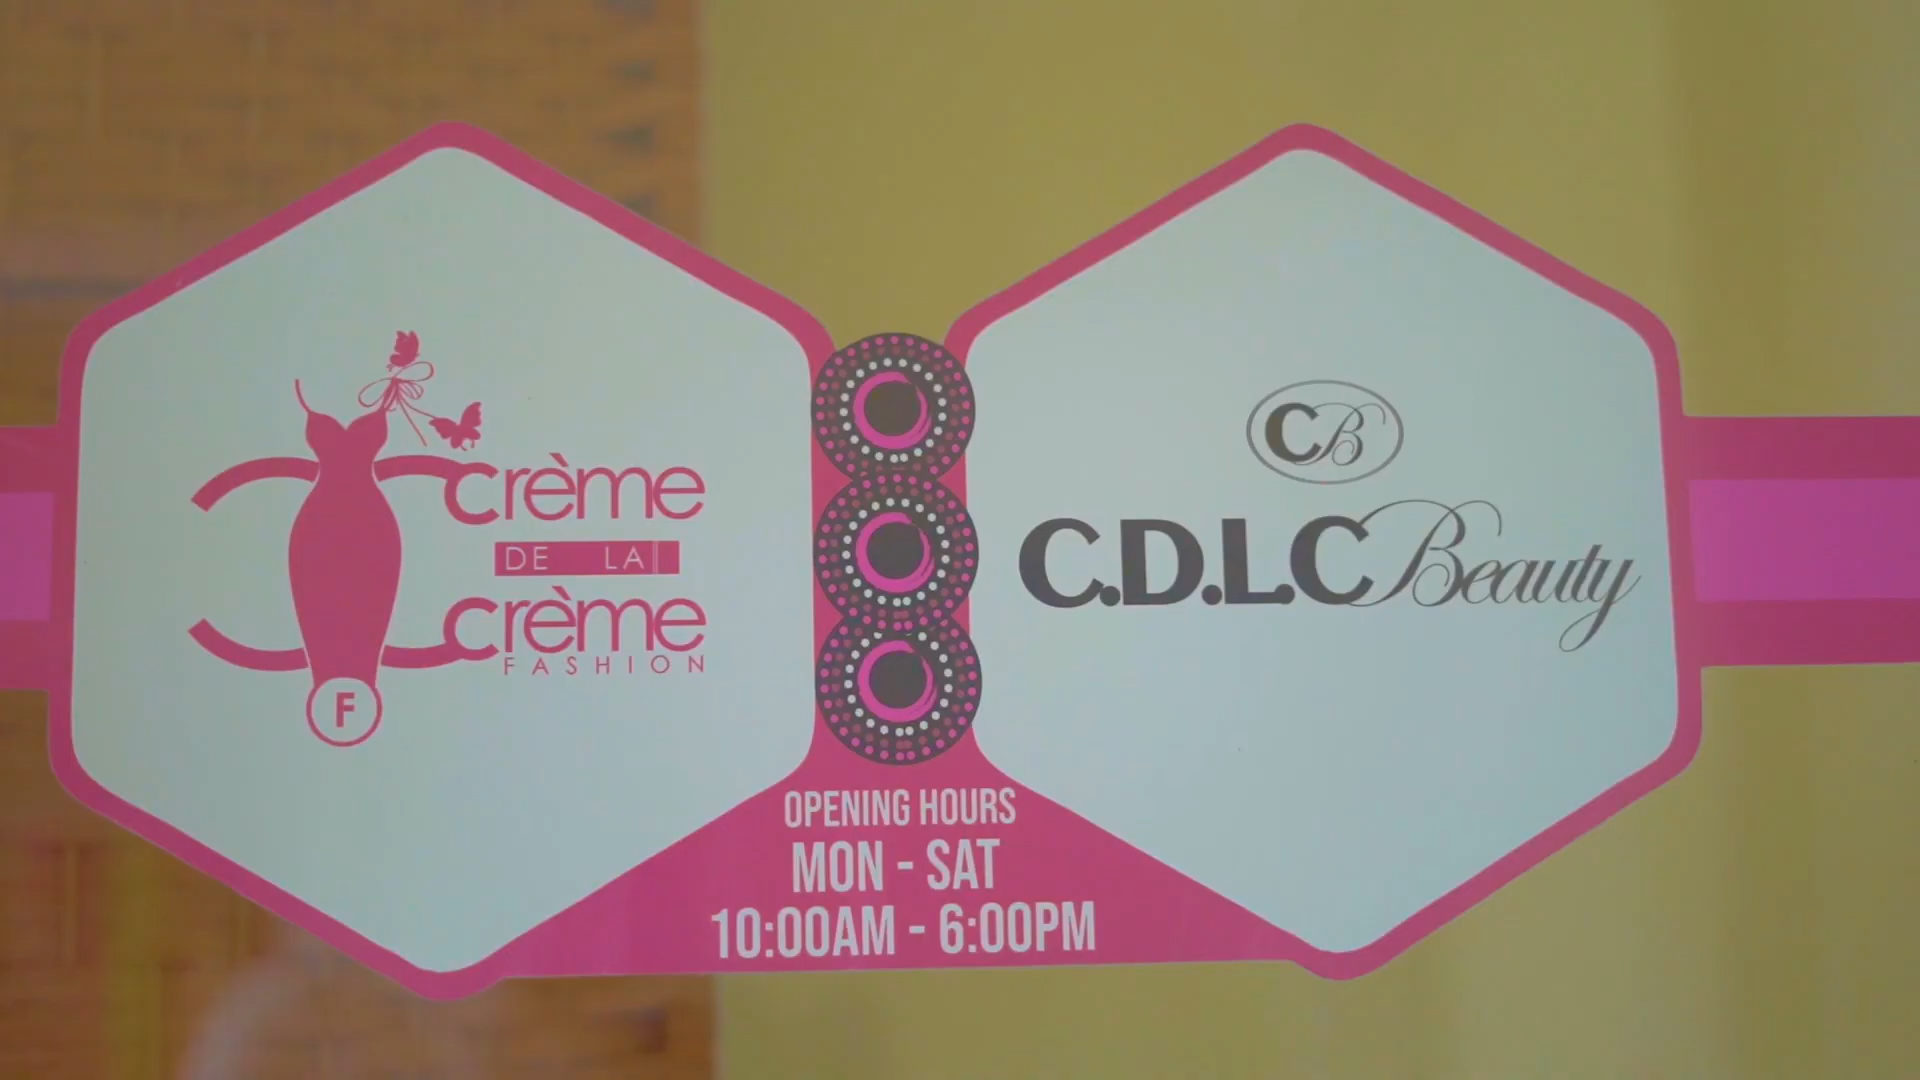 crème
DE LA
crème
FASHION
F
CB
C.D.L.C Beauty
OPENING HOURS
MON - SAT
10:00AM - 6:00PM